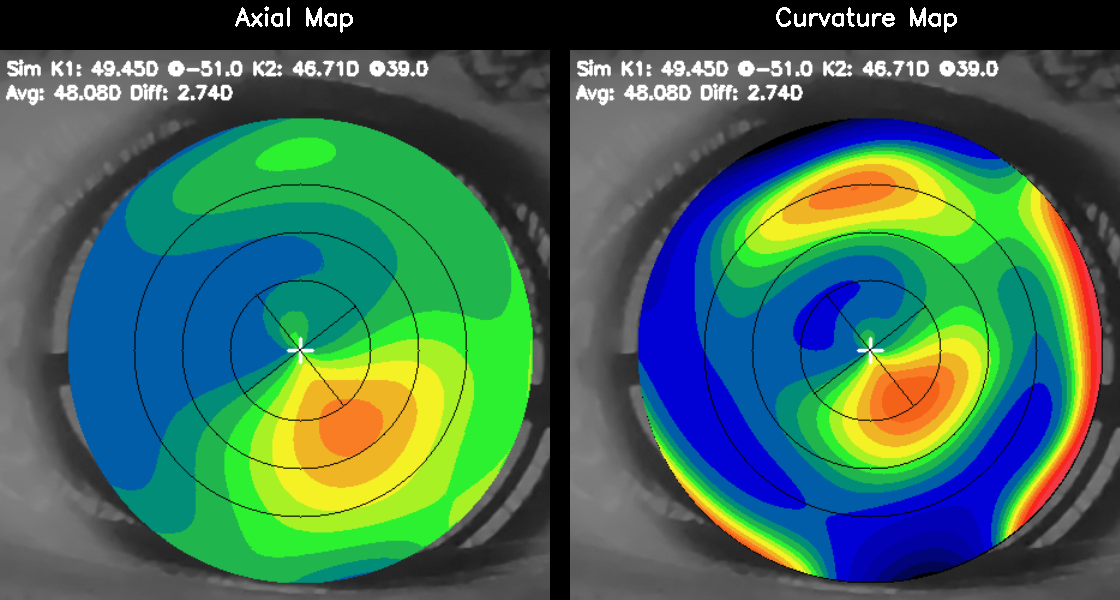 Axial Map
Curvature Map
Sim K1: 49.45D @-51.0 K2: 46.71D @39.0
Avg: 48.08D Diff: 2.74D
Sim K1: 49.45D @-51.0 K2: 46.71D @39.0
Avg: 48.08D Diff: 2.74D